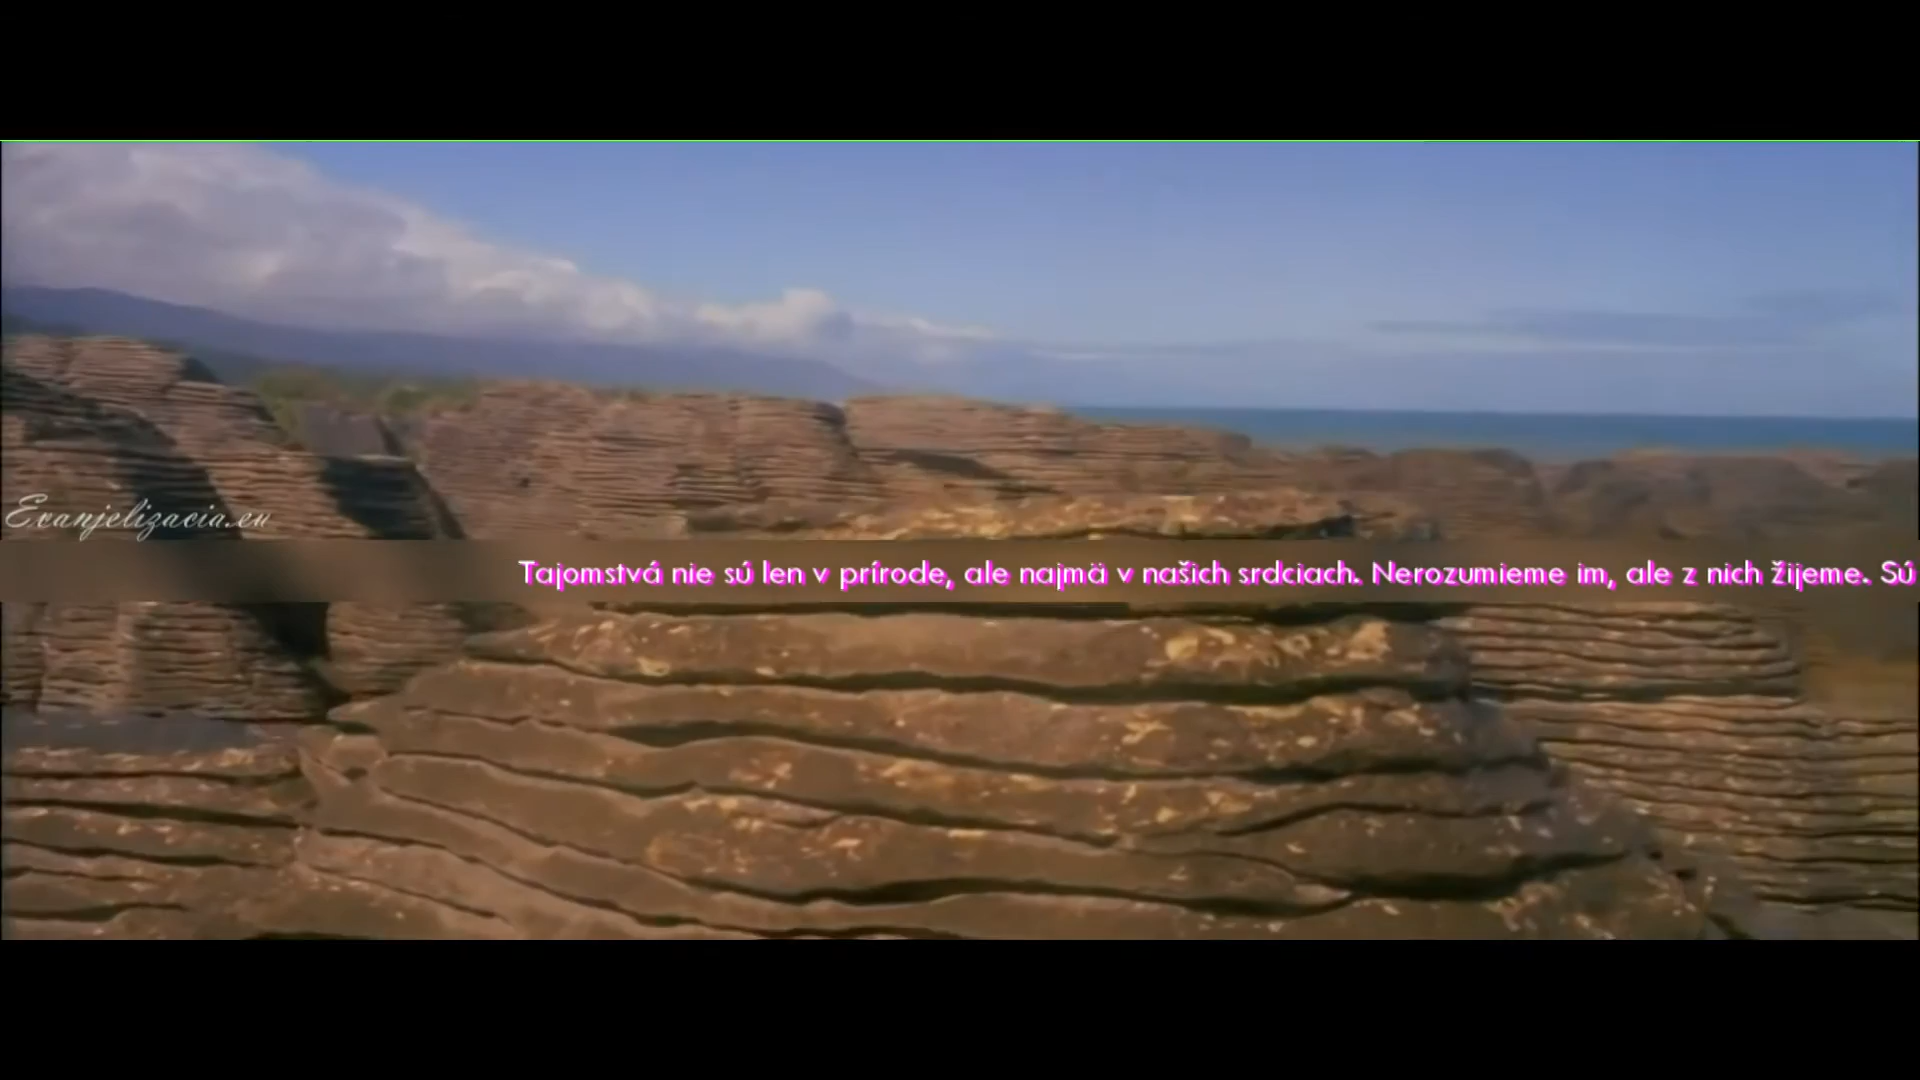 Evanjelizacia.eu
Tajomstvá nie sú len v prírode, ale najmä v našich srdciach. Nerozumieme im, ale z nich žijeme. Sú